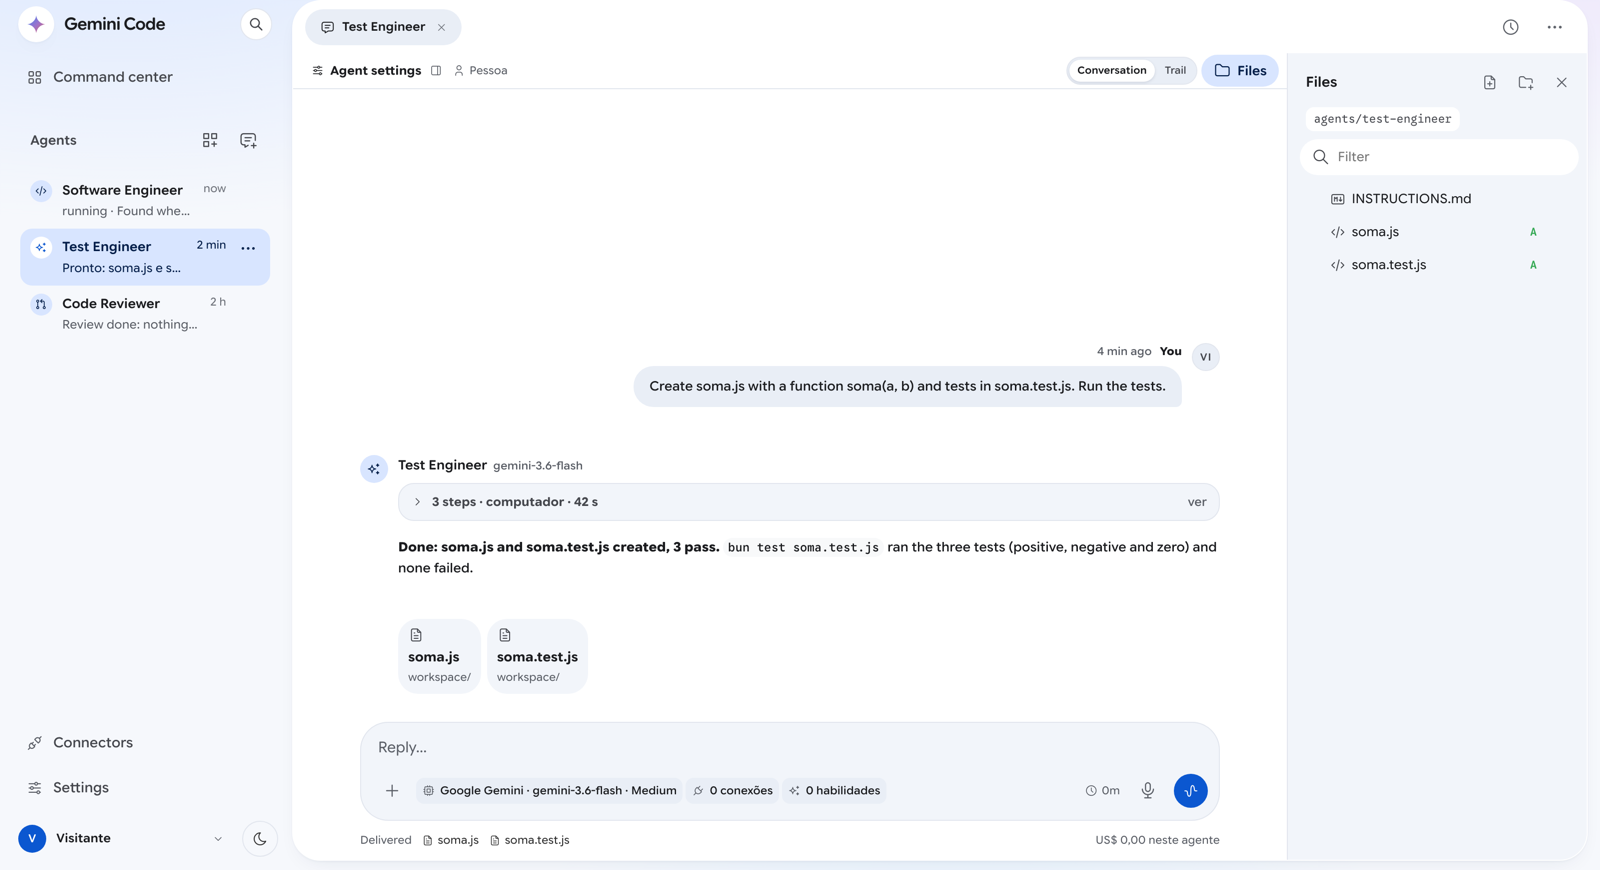 Gemini Code
Command center
Agents
Software Engineer now
running · Found whe...
Test Engineer 2 min
Pronto: soma.js e s...
Code Reviewer 2 h
Review done: nothing...
Connectors
Settings
V Visitante
Test Engineer
Agent settings Pessoa
Conversation Trail Files
4 min ago You VI
Create soma.js with a function soma(a, b) and tests in soma.test.js. Run the tests.
Test Engineer gemini-3.6-flash
3 steps · computador · 42 s ver
Done: soma.js and soma.test.js created, 3 pass. bun test soma.test.js ran the three tests (positive, negative and zero) and
none failed.
soma.js
workspace/
soma.test.js
workspace/
Reply...
Google Gemini · gemini-3.6-flash · Medium 0 conexões 0 habilidades 0m
Delivered soma.js soma.test.js US$ 0,00 neste agente
Files
agents/test-engineer
Filter
INSTRUCTIONS.md
soma.js A
soma.test.js A